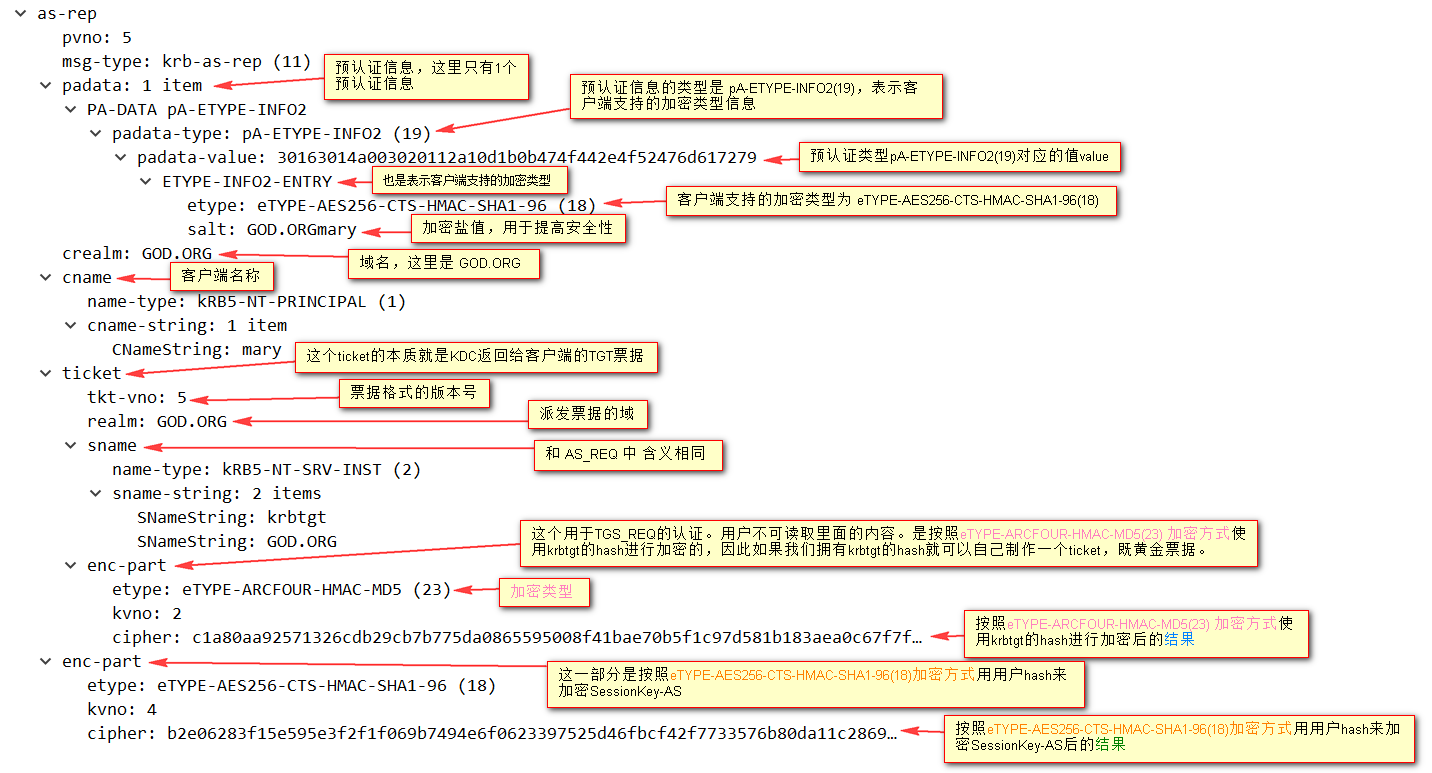 as-rep
pvno: 5
msg-type: krb-as-rep (11)
预认证信息，这里只有1个
预认证信息
padata: 1 item
预认证信息的类型是 pA-ETYPE-INFO2(19)，表示客
户端支持的加密类型信息
PA-DATA pA-ETYPE-INFO2
padata-type: pA-ETYPE-INFO2 (19)
padata-value: 30163014a003020112a10d1b0b474f442e4f52476d617279
预认证类型pA-ETYPE-INFO2(19)对应的值value
ETYPE-INFO2-ENTRY
也是表示客户端支持的加密类型
etype: eTYPE-AES256-CTS-HMAC-SHA1-96 (18)
客户端支持的加密类型为 eTYPE-AES256-CTS-HMAC-SHA1-96(18)
salt: GOD.ORGmary
加密盐值，用于提高安全性
crealm: GOD.ORG
域名，这里是 GOD.ORG
cname
客户端名称
name-type: kRB5-NT-PRINCIPAL (1)
cname-string: 1 item
CNameString: mary
这个ticket的本质就是KDC返回给客户端的TGT票据
ticket
tkt-vno: 5
票据格式的版本号
realm: GOD.ORG
派发票据的域
sname
和 AS_REQ 中 含义相同
name-type: kRB5-NT-SRV-INST (2)
sname-string: 2 items
SNameString: krbtgt
SNameString: GOD.ORG
这个用于TGS_REQ的认证。用户不可读取里面的内容。是按照eTYPE-ARCFOUR-HMAC-MD5(23) 加密方式使
用krbtgt的hash进行加密的，因此如果我们拥有krbtgt的hash就可以自己制作一个ticket，既黄金票据。
enc-part
etype: eTYPE-ARCFOUR-HMAC-MD5 (23)
加密类型
kvno: 2
cipher: c1a80aa92571326cdb29cb7b775da0865595008f41bae70b5f1c97d581b183aea0c67f7f…
按照eTYPE-ARCFOUR-HMAC-MD5(23) 加密方式使
用krbtgt的hash进行加密后的结果
enc-part
这一部分是按照eTYPE-AES256-CTS-HMAC-SHA1-96(18)加密方式用用户hash来
加密SessionKey-AS
etype: eTYPE-AES256-CTS-HMAC-SHA1-96 (18)
kvno: 4
cipher: b2e06283f15e595e3f2f1f069b7494e6f0623397525d46fbcf42f7733576b80da11c2869…
按照eTYPE-AES256-CTS-HMAC-SHA1-96(18)加密方式用用户hash来加
密SessionKey-AS后的结果